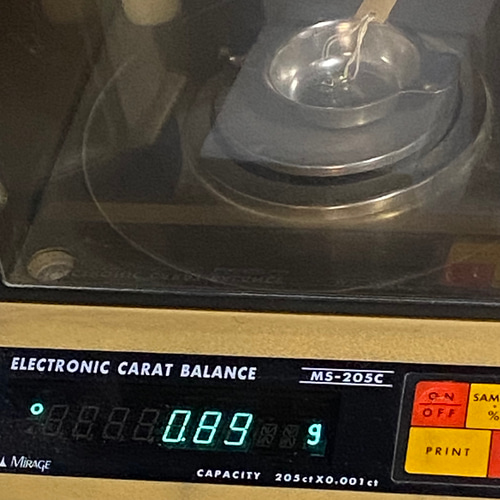 ELECTRONIC CARAT BALANCE
MS-205C
0.89 g
MIRAGE
CAPACITY 205ct X 0.001ct
ON
OFF
SAM
%
PRINT